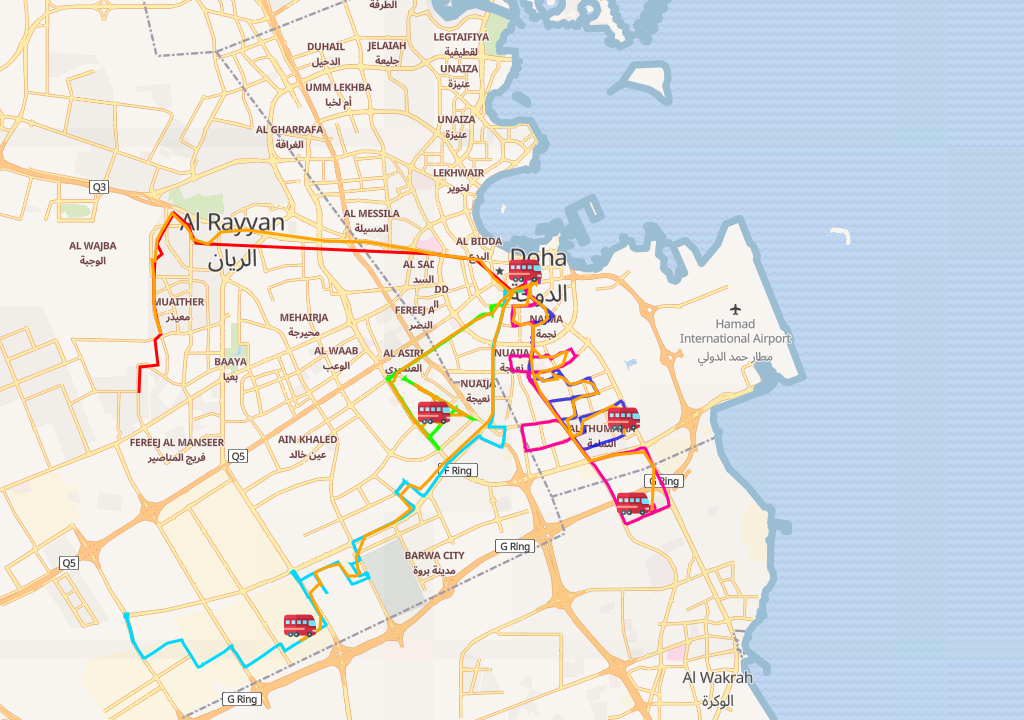 الطرفة
LEGTAIFIYA
لقطيفية
DUHAIL
الدحيل
JELAIAH
جليعة
UNAIZA
عنيزة
UMM LEKHBA
أم لخبا
UNAIZA
عنيزة
AL GHARRAFA
الغرافة
LEKHWAIR
لخوير
Q3
AL MESSILA
المسيلة
Al Rayyan
الريان
AL WAJBA
الوجبة
AL BIDDA
البدع
Doha
الدوحة
AL SAD
السد
DD
ال
MUAITHER
معيذر
MEHAIRJA
محيرجة
FEREEJ A
النصر
NAJMA
نجمة
Hamad
International Airport
مطار حمد الدولي
AL WAAB
الوعب
AL ASIRI
العسيري
NUAIJA
نعيجة
BAAYA
بعيا
NUAIJA
نعيجة
AL THUMAMA
الثمامة
FEREEJ AL MANSEER
فريج المناصير
AIN KHALED
عين خالد
Q5
F Ring
G Ring
G Ring
BARWA CITY
مدينة بروة
Q5
Al Wakrah
الوكرة
G Ring